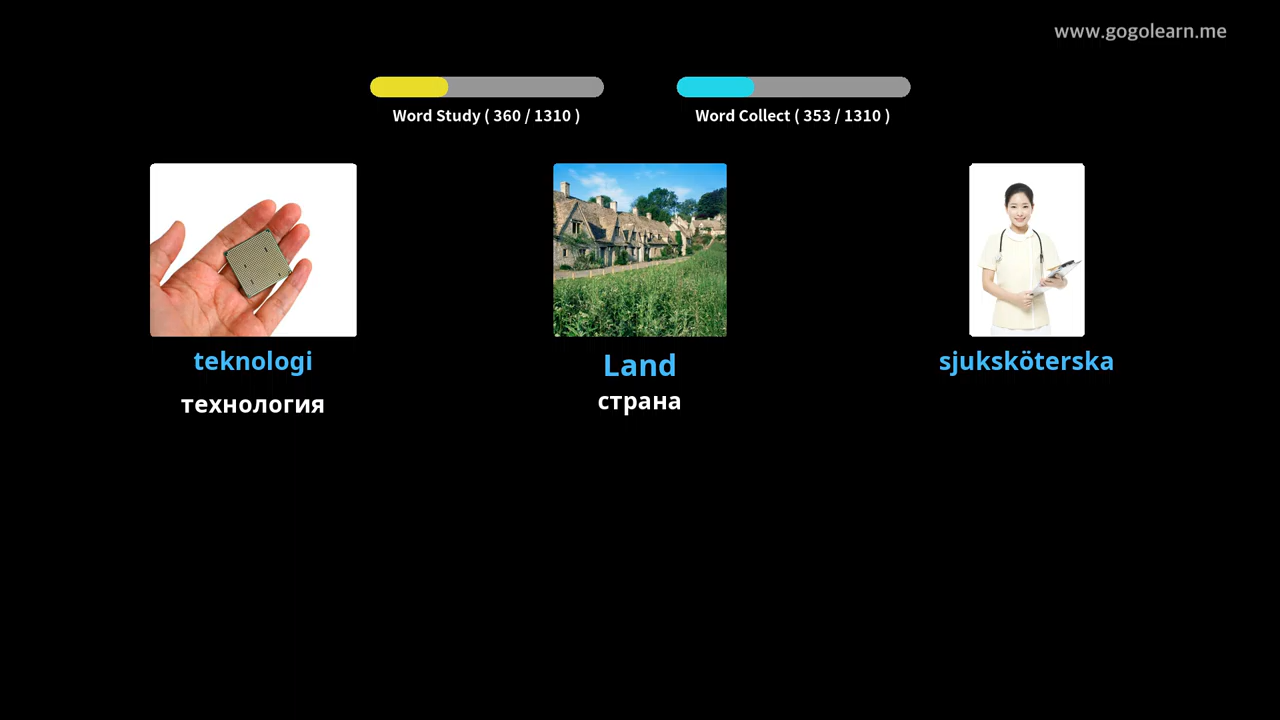 www.gogolearn.me
Word Study ( 360 / 1310 )
Word Collect ( 353 / 1310 )
teknologi
Land
sjuksköterska
технология
страна